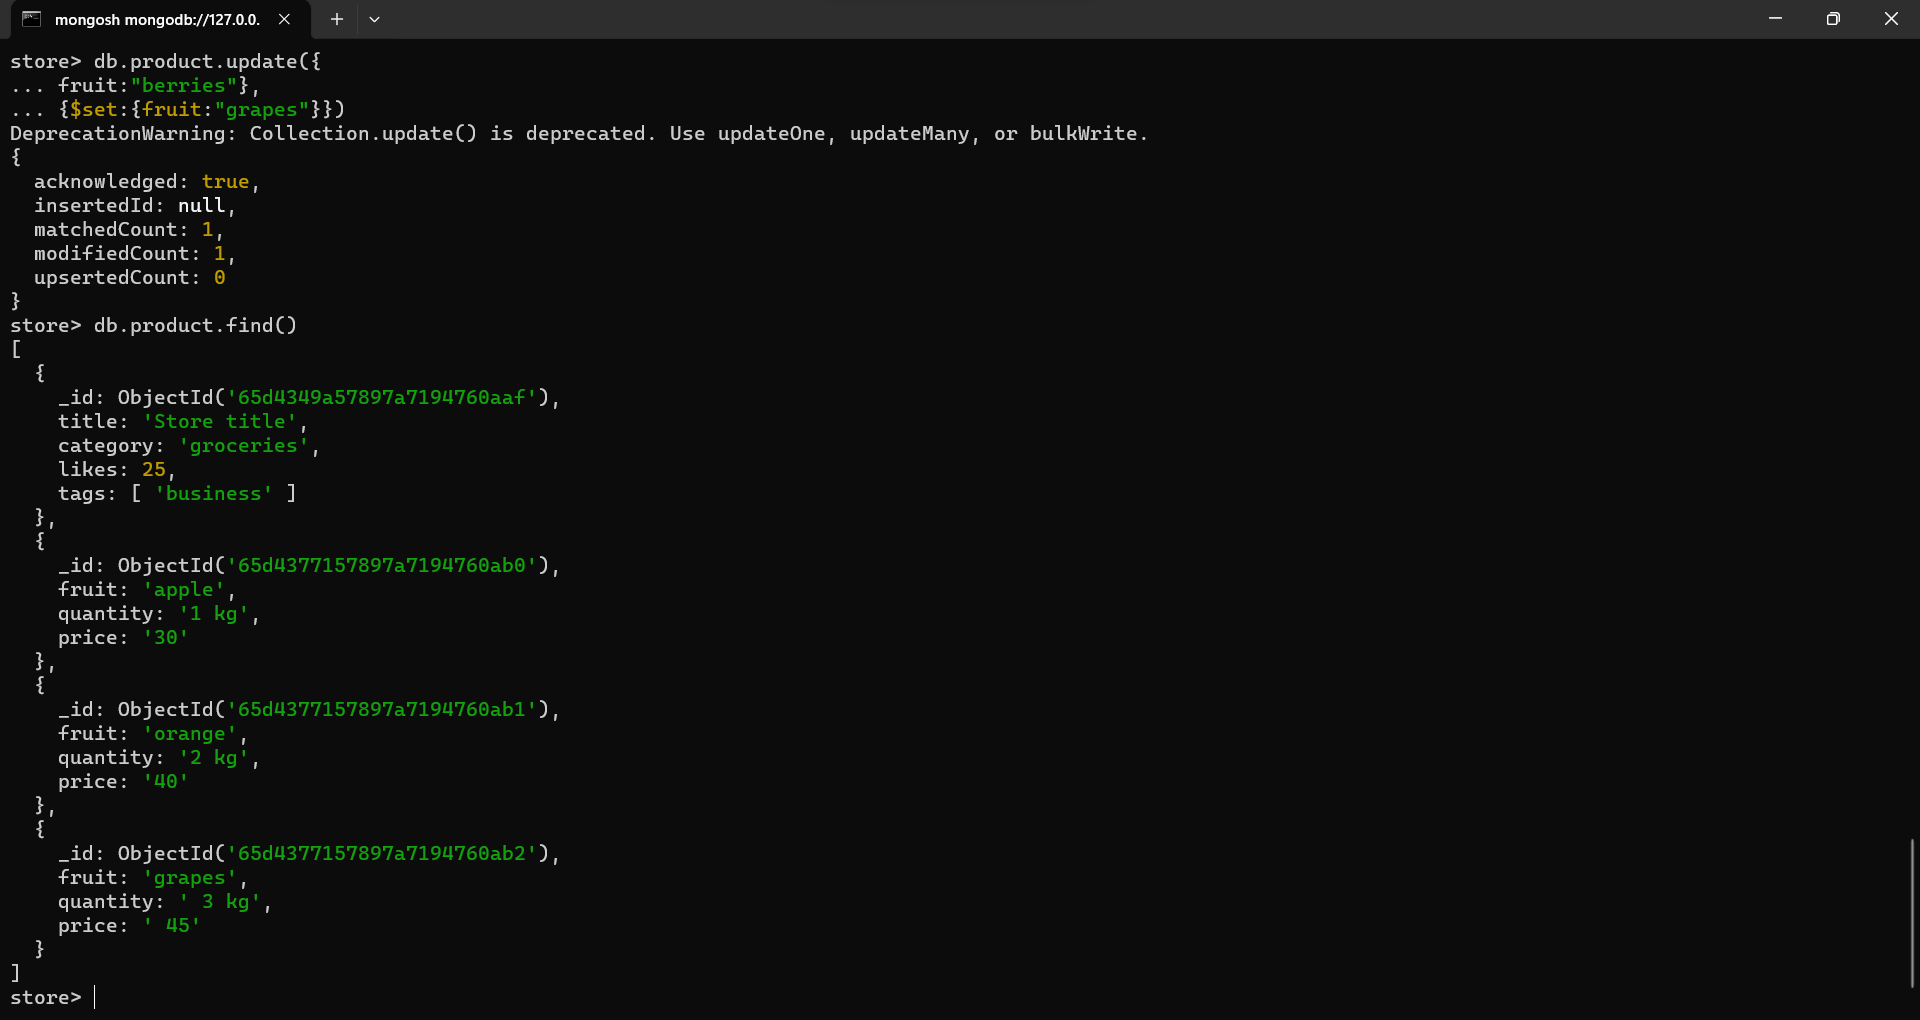 mongosh mongodb://127.0.0.
store> db.product.update({
... fruit:"berries"},
... {$set:{fruit:"grapes"}})
DeprecationWarning: Collection.update() is deprecated. Use updateOne, updateMany, or bulkWrite.
{
  acknowledged: true,
  insertedId: null,
  matchedCount: 1,
  modifiedCount: 1,
  upsertedCount: 0
}
store> db.product.find()
[
  {
    _id: ObjectId('65d4349a57897a7194760aaf'),
    title: 'Store title',
    category: 'groceries',
    likes: 25,
    tags: [ 'business' ]
  },
  {
    _id: ObjectId('65d4377157897a7194760ab0'),
    fruit: 'apple',
    quantity: '1 kg',
    price: '30'
  },
  {
    _id: ObjectId('65d4377157897a7194760ab1'),
    fruit: 'orange',
    quantity: '2 kg',
    price: '40'
  },
  {
    _id: ObjectId('65d4377157897a7194760ab2'),
    fruit: 'grapes',
    quantity: ' 3 kg',
    price: ' 45'
  }
]
store>